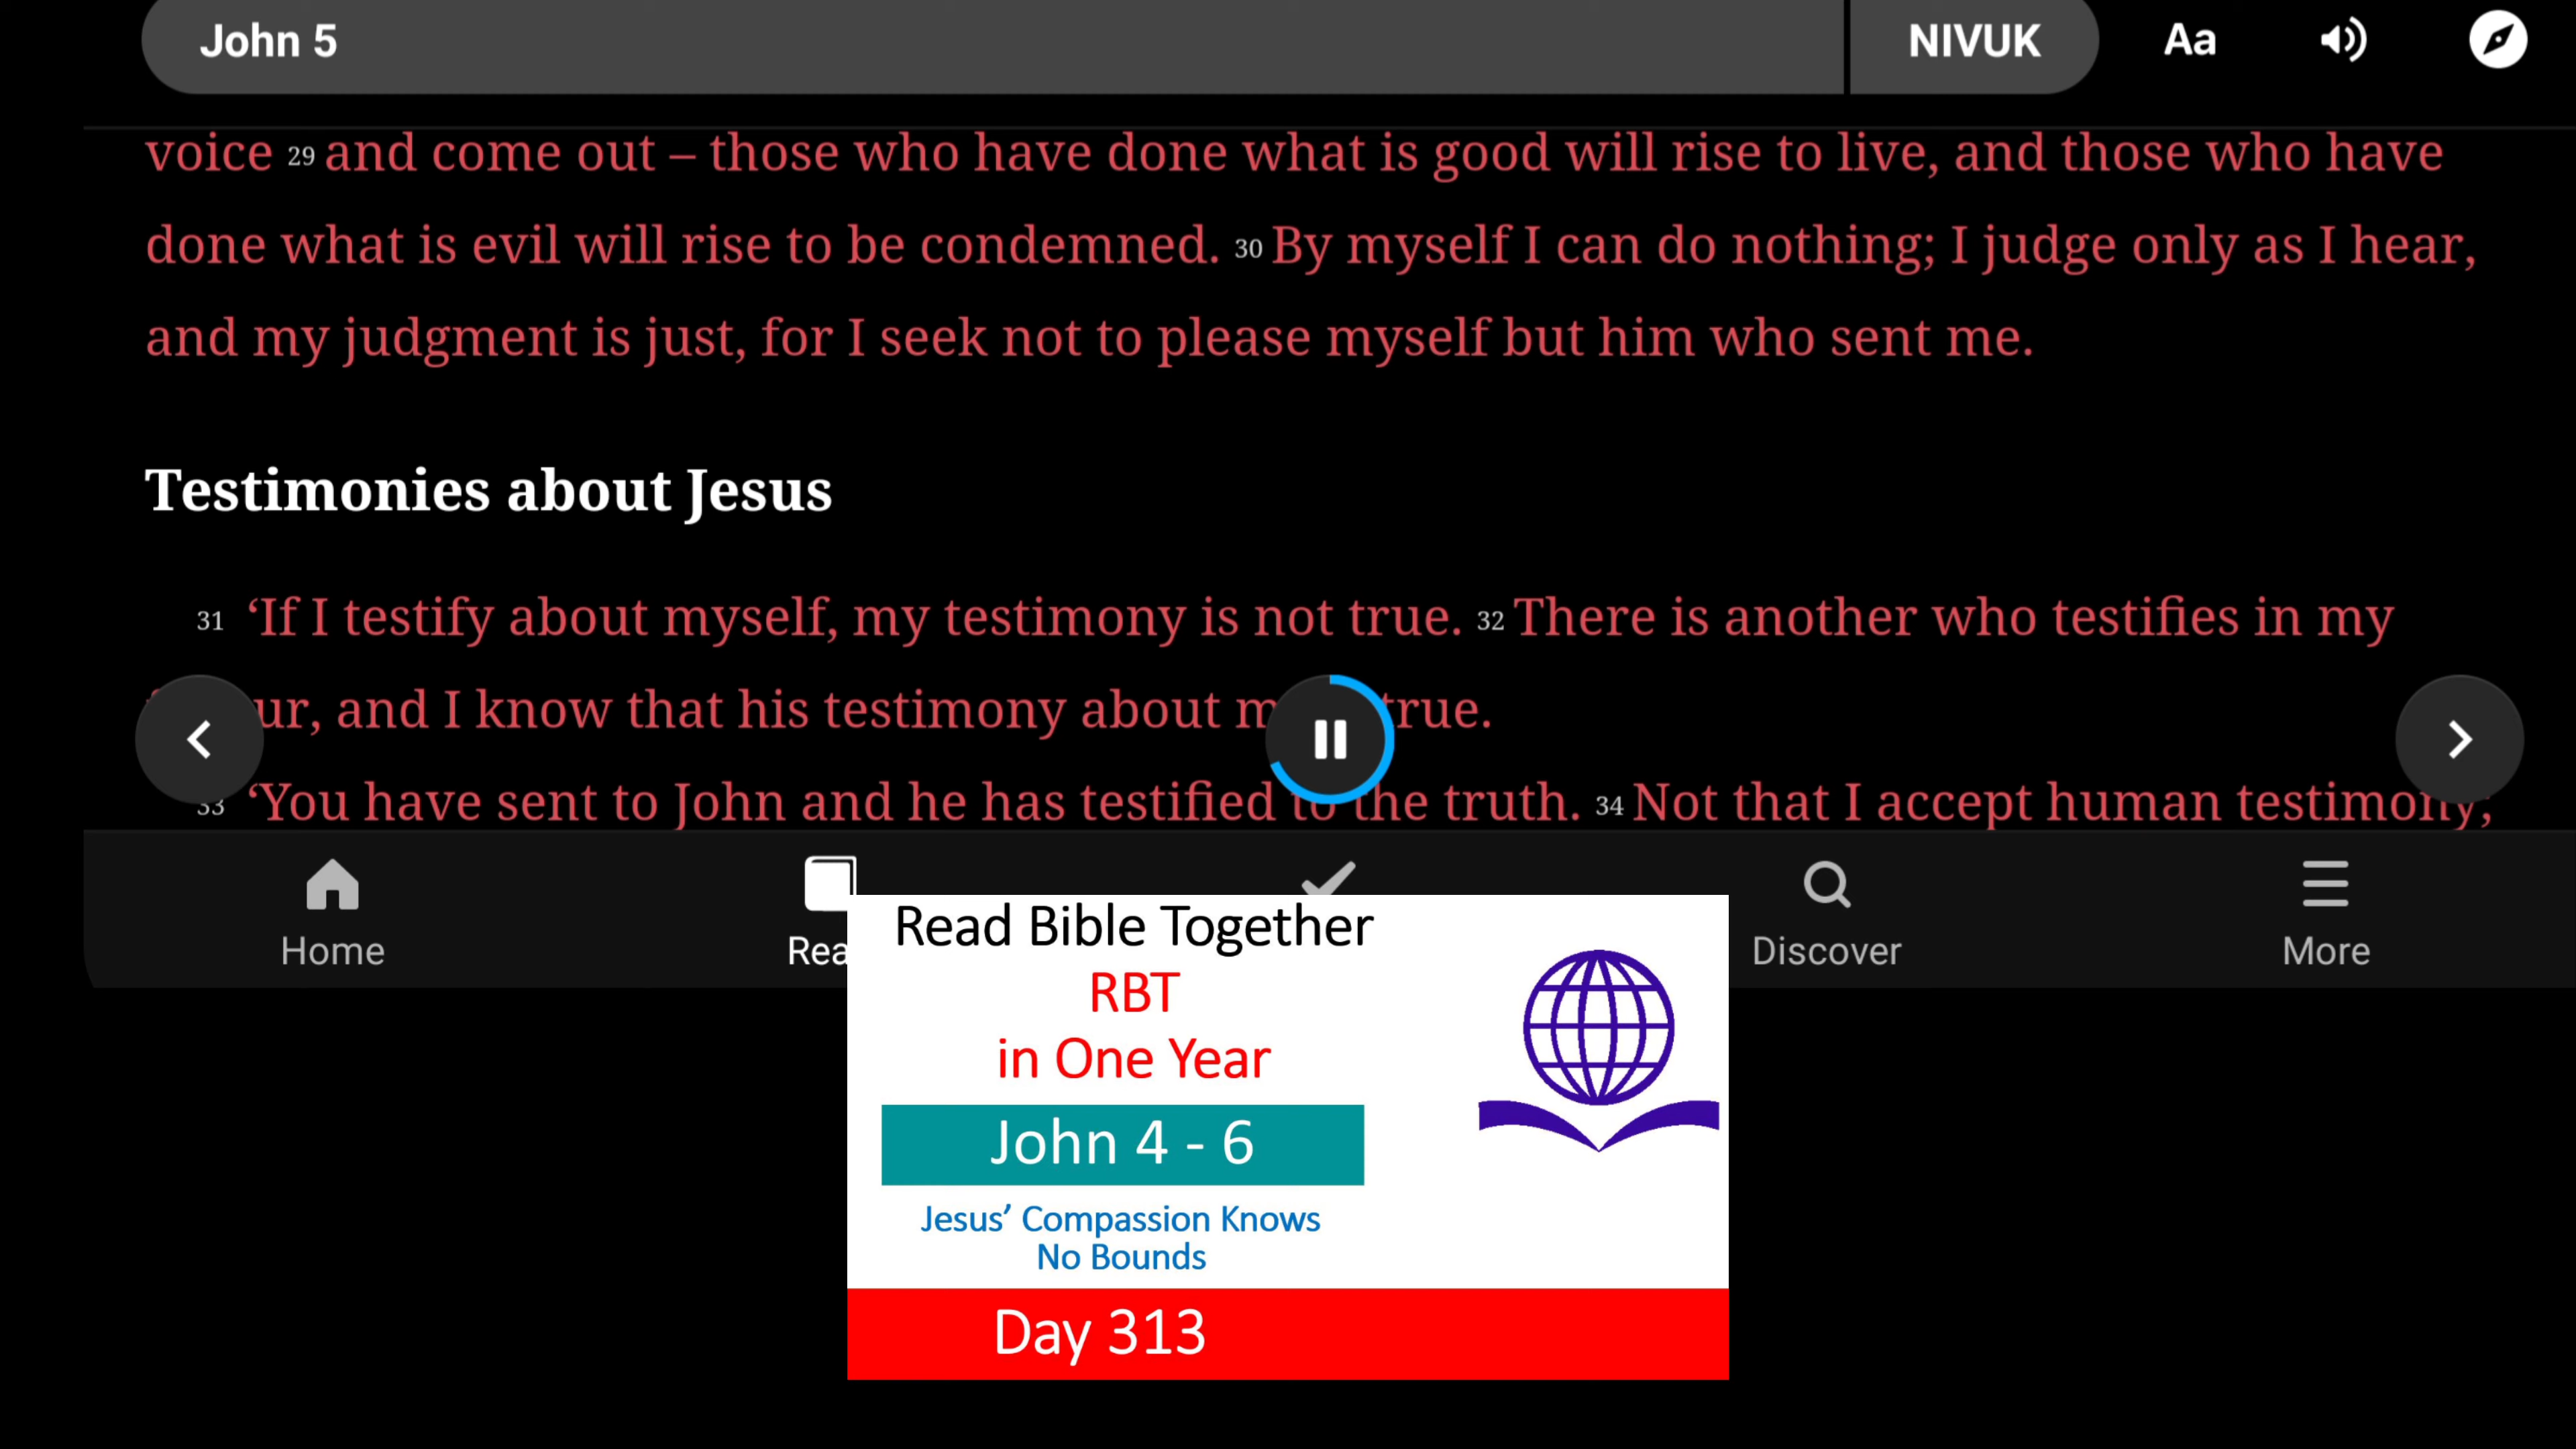 John 5
NIVUK
Aa
voice 29 and come out – those who have done what is good will rise to live, and those who have
done what is evil will rise to be condemned. 30 By myself I can do nothing; I judge only as I hear,
and my judgment is just, for I seek not to please myself but him who sent me.
Testimonies about Jesus
31 ‘If I testify about myself, my testimony is not true. 32 There is another who testifies in my
ur, and I know that his testimony about m true.
33 ‘You have sent to John and he has testified to the truth. 34 Not that I accept human testimony;
Home
Rea
Discover
More
Read Bible Together
RBT
in One Year
John 4 - 6
Jesus’ Compassion Knows
No Bounds
Day 313